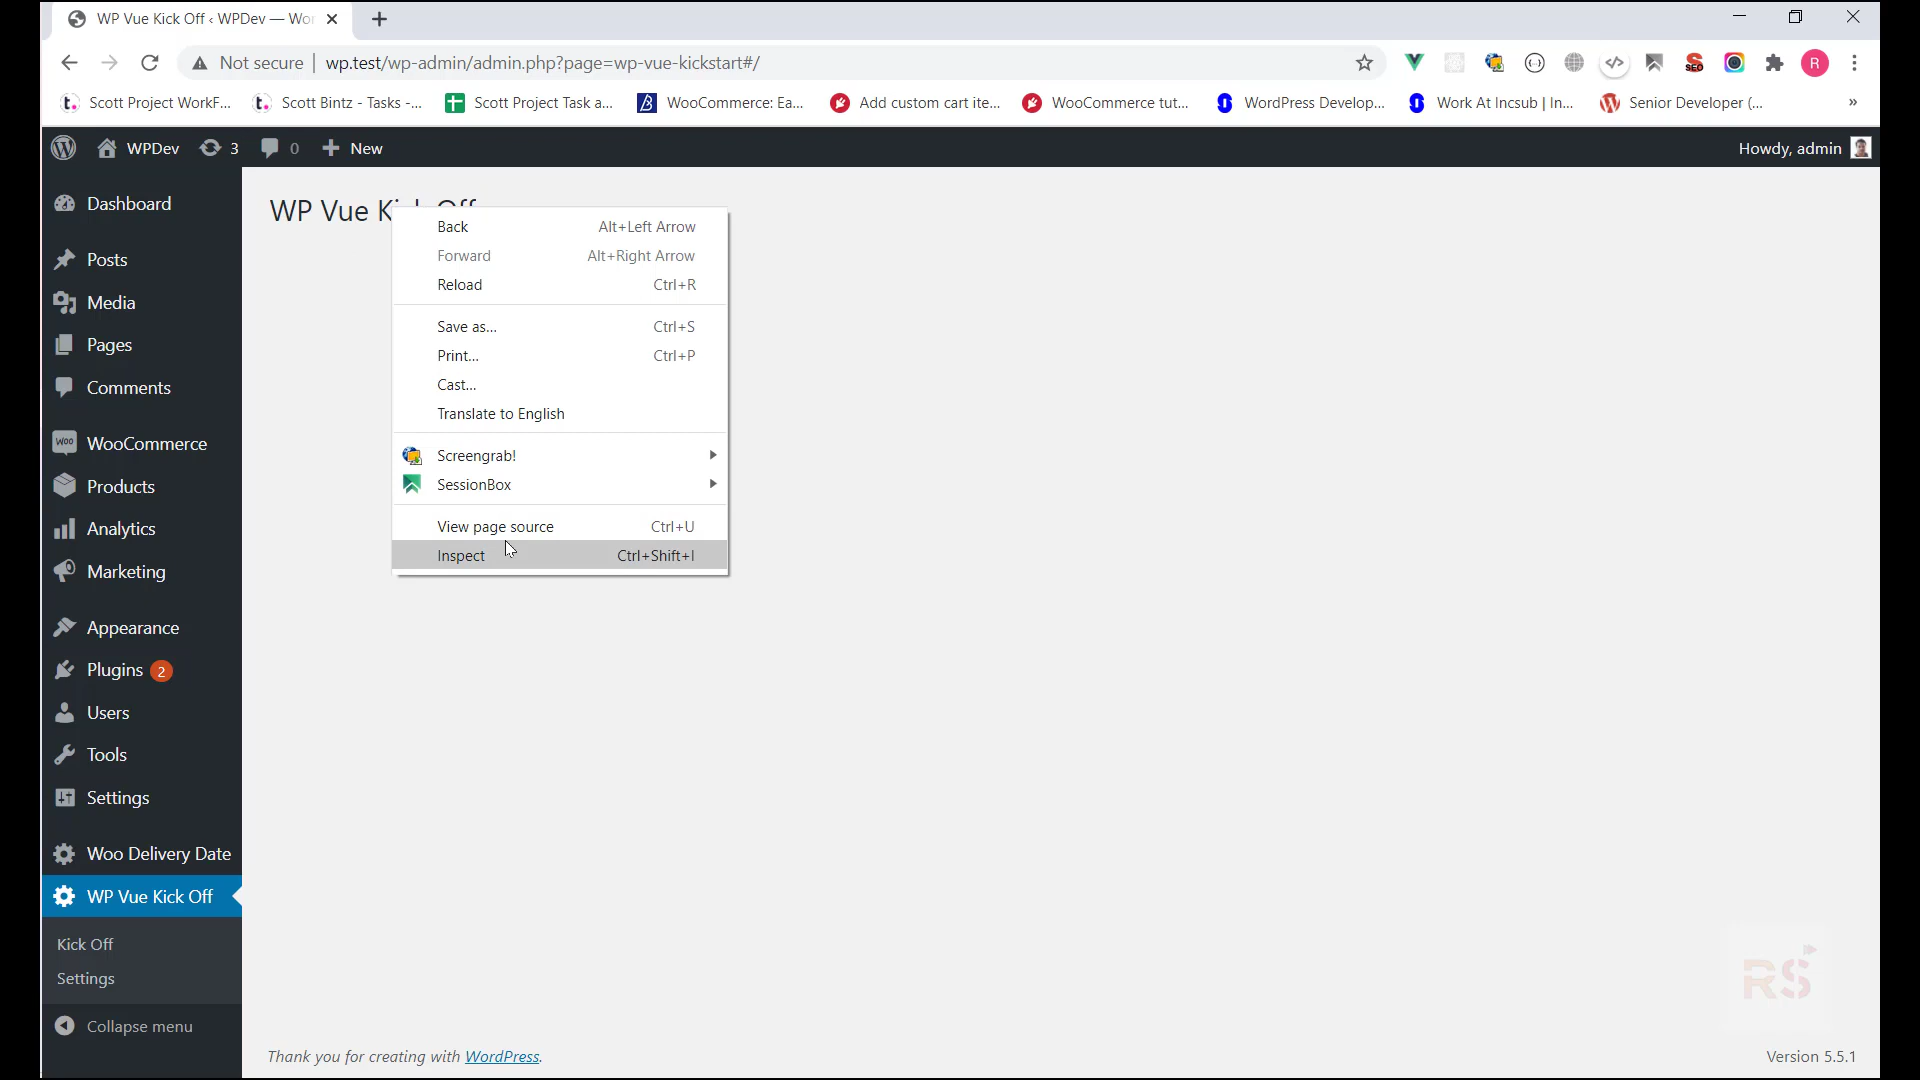 WP Vue Kick Off ‹ WPDev — Wor
Not secure
wp.test/wp-admin/admin.php?page=wp-vue-kickstart#/
SEO
R
Scott Project WorkF...
Scott Bintz - Tasks -...
Scott Project Task a...
WooCommerce: Ea...
Add custom cart ite...
WooCommerce tut...
WordPress Develop...
Work At Incsub | In...
Senior Developer (...
»
WPDev
3
0
New
Howdy, admin
Dashboard
Posts
Media
Pages
Comments
Woo
WooCommerce
Products
Analytics
Marketing
Appearance
Plugins 2
Users
Tools
Settings
Woo Delivery Date
WP Vue Kick Off
Kick Off
Settings
Collapse menu
WP Vue Kick Off
Back Alt+Left Arrow
Forward Alt+Right Arrow
Reload Ctrl+R
Save as... Ctrl+S
Print... Ctrl+P
Cast...
Translate to English
Screengrab!
SessionBox
View page source Ctrl+U
Inspect Ctrl+Shift+I
RS
Thank you for creating with WordPress.
Version 5.5.1